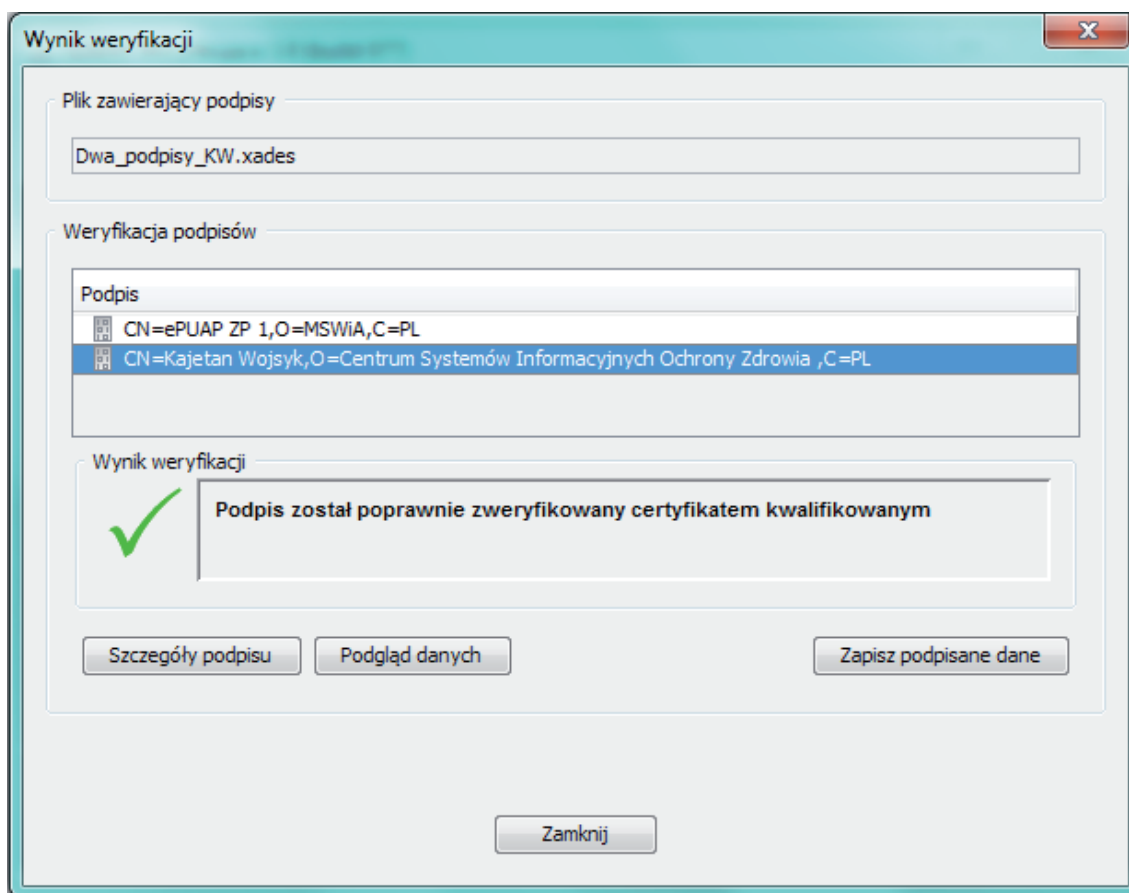 Wynik weryfikacji
Plik zawierający podpisy
Dwa_podpisy_KW.xades
Weryfikacja podpisów
Podpis
CN=ePUAP ZP 1,O=MSWiA,C=PL
CN=Kajetan Wojsyk,O=Centrum Systemów Informacyjnych Ochrony Zdrowia ,C=PL
Wynik weryfikacji
Podpis został poprawnie zweryfikowany certyfikatem kwalifikowanym
Szczegóły podpisu Podgląd danych Zapisz podpisane dane
Zamknij